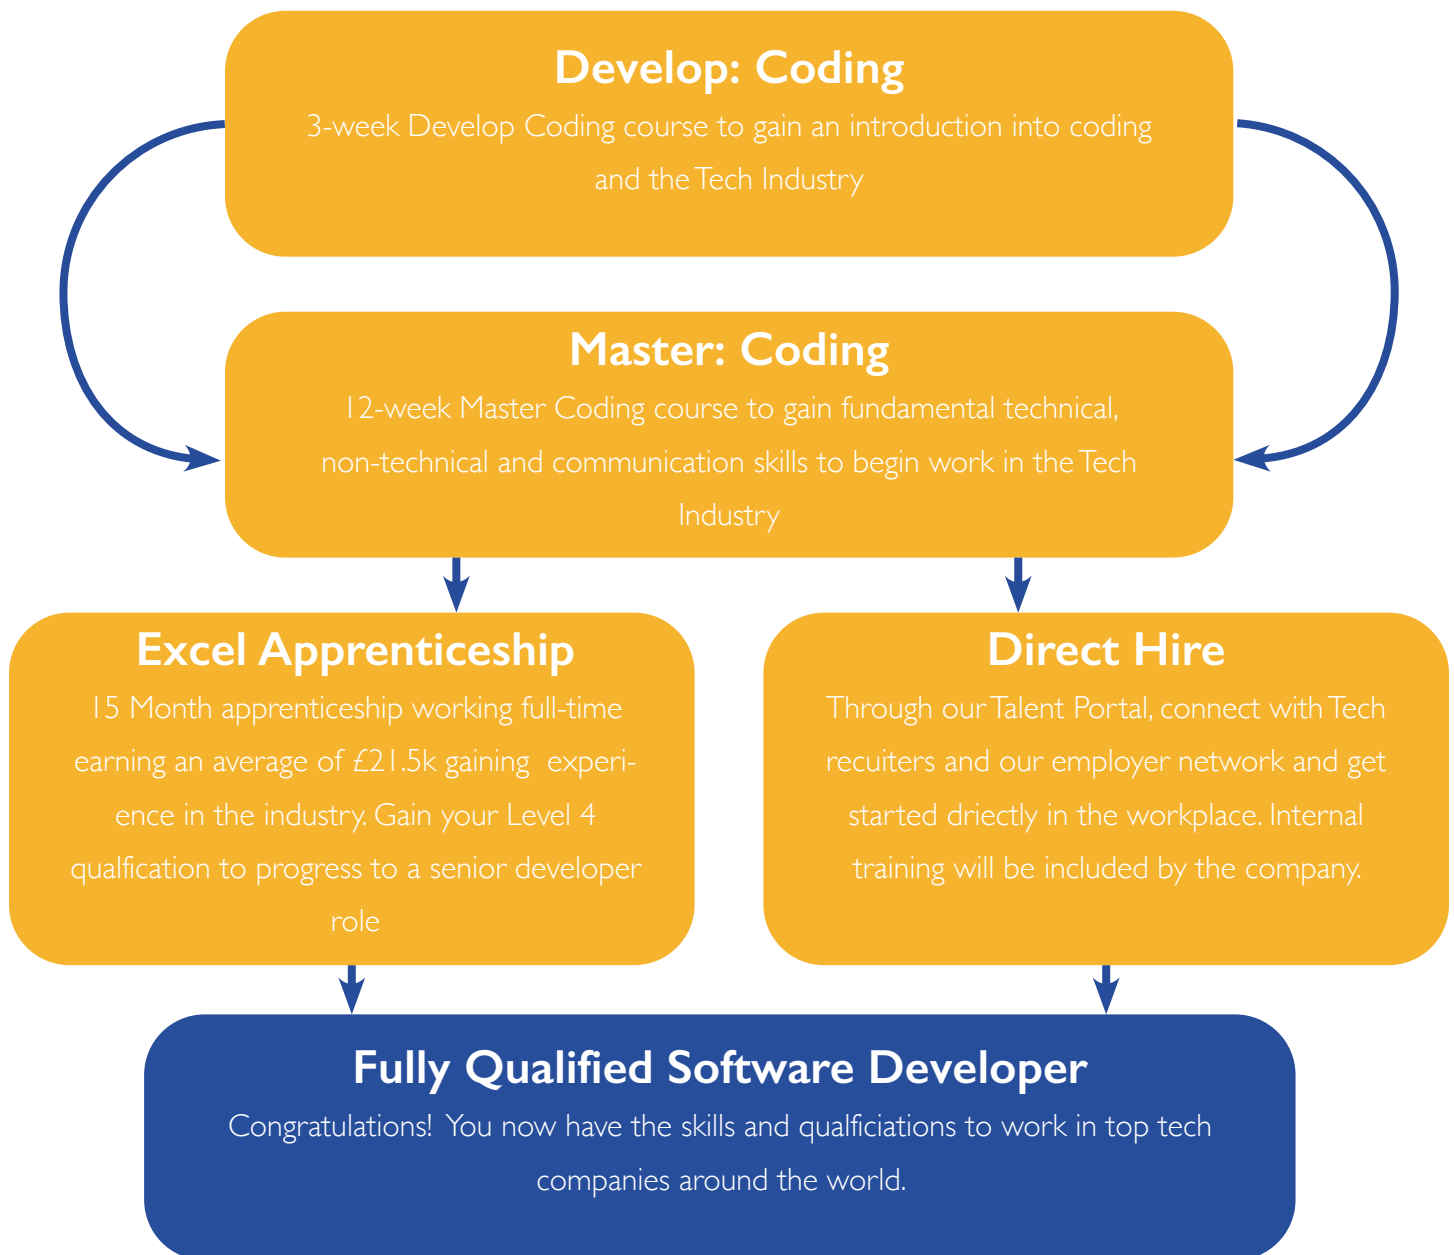 Develop: Coding
3-week Develop Coding course to gain an introduction into coding
and the Tech Industry
Master: Coding
12-week Master Coding course to gain fundamental technical,
non-technical and communication skills to begin work in the Tech
Industry
Excel Apprenticeship
15 Month apprenticeship working full-time
earning an average of £21.5k gaining  experi-
ence in the industry. Gain your Level 4
qualfication to progress to a senior developer
role
Direct Hire
Through our Talent Portal, connect with Tech
recuiters and our employer network and get
started driectly in the workplace. Internal
training will be included by the company.
Fully Qualified Software Developer
Congratulations!  You now have the skills and qualficiations to work in top tech
companies around the world.